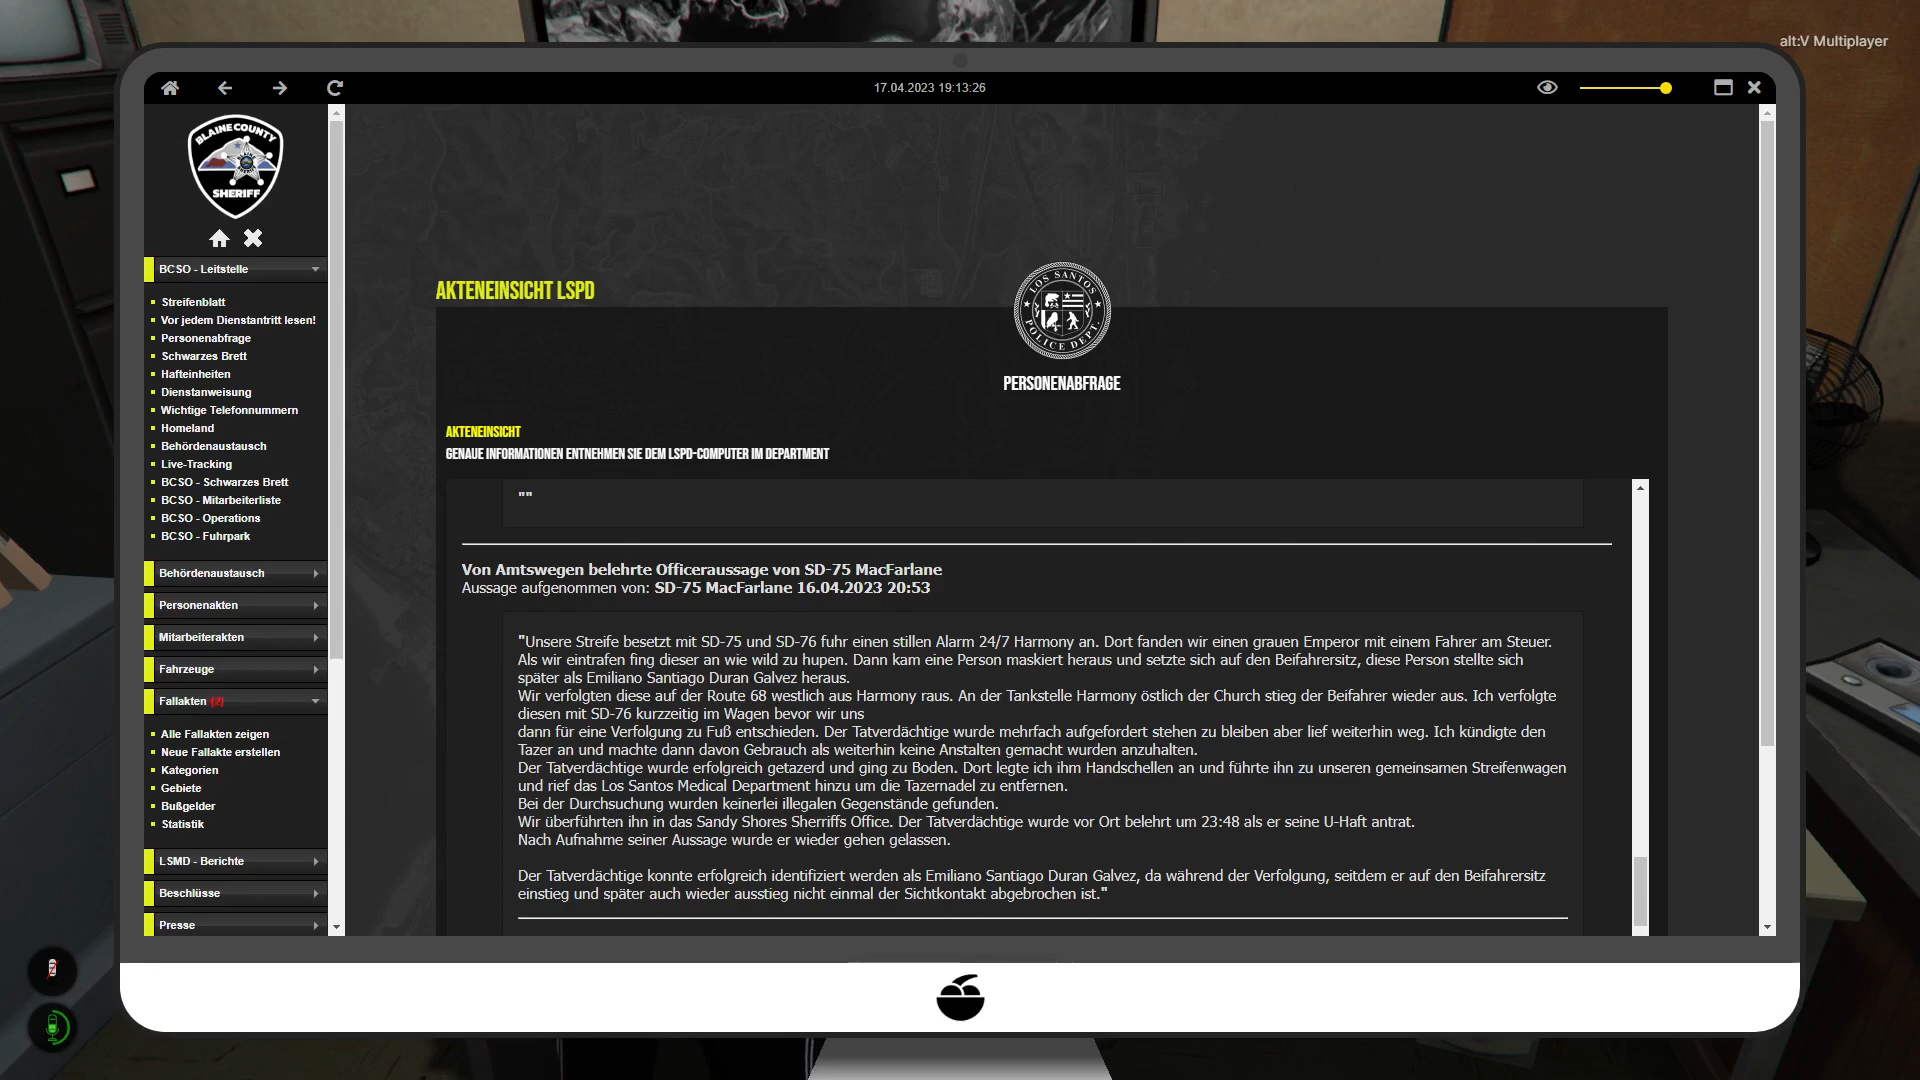 alt:V Multiplayer
17.04.2023 19:13:26
BLAINE COUNTY
SHERIFF
BCSO - Leitstelle
Streifenblatt
Vor jedem Dienstantritt lesen!
Personenabfrage
Schwarzes Brett
Hafteinheiten
Dienstanweisung
Wichtige Telefonnummern
Homeland
Behördenaustausch
Live-Tracking
BCSO - Schwarzes Brett
BCSO - Mitarbeiterliste
BCSO - Operations
BCSO - Fuhrpark
Behördenaustausch
Personenakten
Mitarbeiterakten
Fahrzeuge
Fallakten (2)
Alle Fallakten zeigen
Neue Fallakte erstellen
Kategorien
Gebiete
Bußgelder
Statistik
LSMD - Berichte
Beschlüsse
Presse
AKTENEINSICHT LSPD
LOS SANTOS
POLICE DEPT.
PERSONENABFRAGE
AKTENEINSICHT
GENAUE INFORMATIONEN ENTNEHMEN SIE DEM LSPD-COMPUTER IM DEPARTMENT
""
Von Amtswegen belehrte Officeraussage von SD-75 MacFarlane
Aussage aufgenommen von: SD-75 MacFarlane 16.04.2023 20:53
"Unsere Streife besetzt mit SD-75 und SD-76 fuhr einen stillen Alarm 24/7 Harmony an. Dort fanden wir einen grauen Emperor mit einem Fahrer am Steuer.
Als wir eintrafen fing dieser an wie wild zu hupen. Dann kam eine Person maskiert heraus und setzte sich auf den Beifahrersitz, diese Person stellte sich
später als Emiliano Santiago Duran Galvez heraus.
Wir verfolgten diese auf der Route 68 westlich aus Harmony raus. An der Tankstelle Harmony östlich der Church stieg der Beifahrer wieder aus. Ich verfolgte
diesen mit SD-76 kurzzeitig im Wagen bevor wir uns
dann für eine Verfolgung zu Fuß entschieden. Der Tatverdächtige wurde mehrfach aufgefordert stehen zu bleiben aber lief weiterhin weg. Ich kündigte den
Tazer an und machte dann davon Gebrauch als weiterhin keine Anstalten gemacht wurden anzuhalten.
Der Tatverdächtige wurde erfolgreich getazerd und ging zu Boden. Dort legte ich ihm Handschellen an und führte ihn zu unseren gemeinsamen Streifenwagen
und rief das Los Santos Medical Department hinzu um die Tazernadel zu entfernen.
Bei der Durchsuchung wurden keinerlei illegalen Gegenstände gefunden.
Wir überführten ihn in das Sandy Shores Sherriffs Office. Der Tatverdächtige wurde vor Ort belehrt um 23:48 als er seine U-Haft antrat.
Nach Aufnahme seiner Aussage wurde er wieder gehen gelassen.
Der Tatverdächtige konnte erfolgreich identifiziert werden als Emiliano Santiago Duran Galvez, da während der Verfolgung, seitdem er auf den Beifahrersitz
einstieg und später auch wieder ausstieg nicht einmal der Sichtkontakt abgebrochen ist."